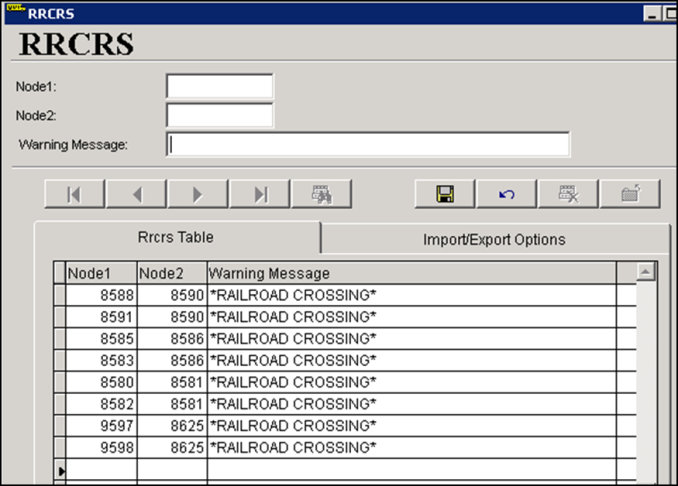 RRCRS
RRCRS
Node1:
Node2:
Warning Message:
Rrcrs Table Import/Export Options
Node1 Node2 Warning Message
8588 8590 *RAILROAD CROSSING*
8591 8590 *RAILROAD CROSSING*
8585 8586 *RAILROAD CROSSING*
8583 8586 *RAILROAD CROSSING*
8580 8581 *RAILROAD CROSSING*
8582 8581 *RAILROAD CROSSING*
9597 8625 *RAILROAD CROSSING*
9598 8625 *RAILROAD CROSSING*